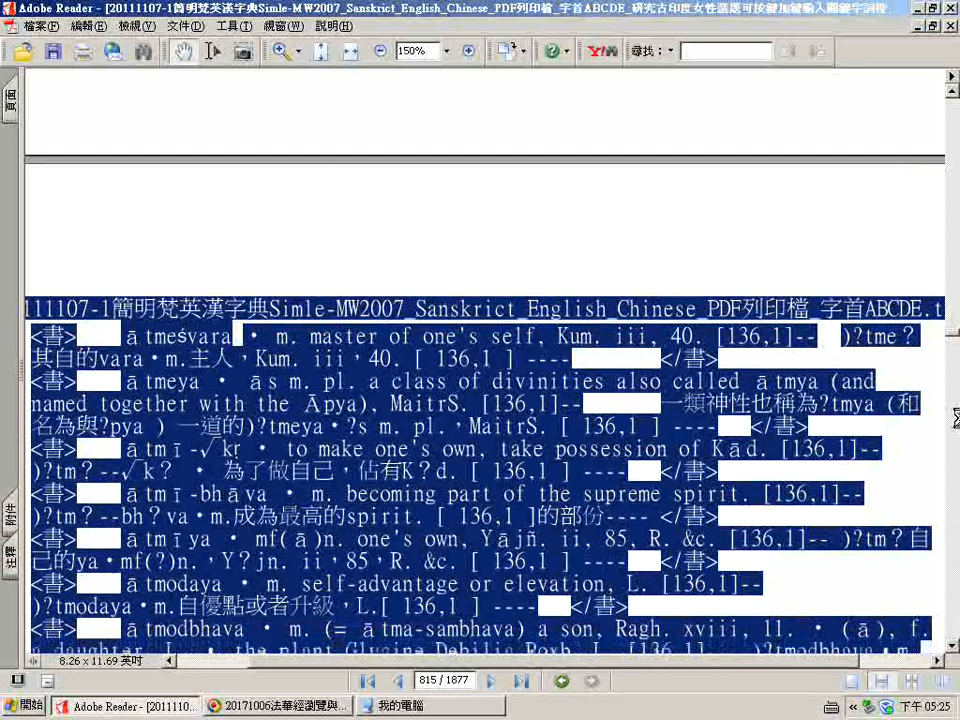 Adobe Reader - [20111107-1簡明梵英漢字典Simle-MW2007_Sanskrict_English_Chinese_PDF列印檔_字首ABCDE_研究古印度女性議題可按鍵加鍵輸入關鍵字詞搜
檔案(F) 編輯(E) 檢視(V) 文件(D) 工具(T) 視窗(W) 說明(H)
150% Y! 尋找:
頁面
111107-1簡明梵英漢字典Simle-MW2007_Sanskrict_English_Chinese_PDF列印檔_字首ABCDE.t
<書> ātmeśvara • m. master of one's self, Kum. iii, 40. [136,1]-- )?tme?
其自的vara•m.主人，Kum. iii，40. [ 136,1 ] ---- </書>
<書> ātmeya • ās m. pl. a class of divinities also called ātmya (and
named together with the Āpya), MaitrS. [136,1]-- 一類神性也稱為?tmya (和
名為與?pya ) 一道的)?tmeya•?s m. pl.，MaitrS. [ 136,1 ] ---- </書>
<書> ātmī-√kṛ • to make one's own, take possession of Kād. [136,1]--
)?tm?--√k? • 為了做自己，佔有K?d. [ 136,1 ] ---- </書>
<書> ātmī-bhāva • m. becoming part of the supreme spirit. [136,1]--
)?tm?--bh?va•m.成為最高的spirit. [ 136,1 ]的部份---- </書>
<書> ātmīya • mf(ā)n. one's own, Yājñ. ii, 85, R. &c. [136,1]-- )?tm?自
己的ya•mf(?)n.，Y?jn. ii，85，R. &c. [ 136,1 ] ---- </書>
<書> ātmodaya • m. self-advantage or elevation, L. [136,1]--
)?tmodaya•m.自優點或者升級，L.[ 136,1 ] ---- </書>
<書> ātmodbhava • m. (= ātma-sambhava) a son, Ragh. xviii, 11. • (ā), f.
a daughter, L. • the plant Glycine Debilis Roxb. L. [136,1]-- )?tmodbhava•m.
附件
注釋
8.26 x 11.69 英吋
815 / 1877
開始 Adobe Reader - [2011110... 20171006法華經瀏覽與... 我的電腦 下午 05:25